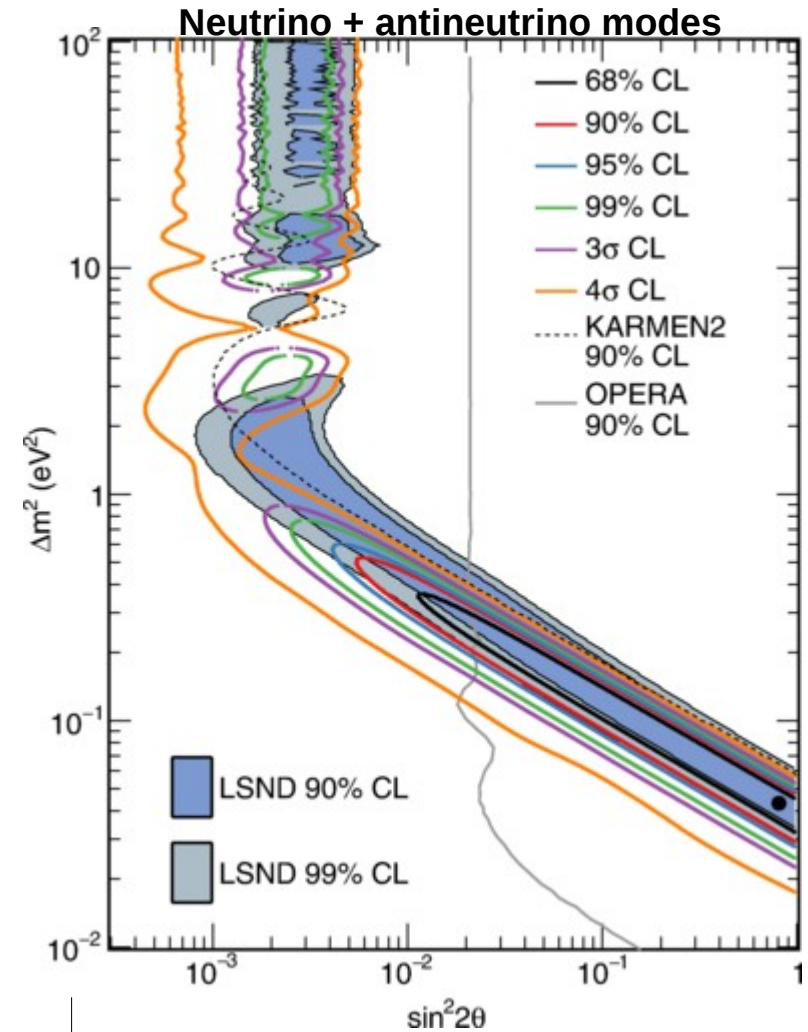 Neutrino + antineutrino modes
10²
10
1
10⁻¹
10⁻²
Δm² (eV²)
68% CL
90% CL
95% CL
99% CL
3σ CL
4σ CL
KARMEN2
90% CL
OPERA
90% CL
LSND 90% CL
LSND 99% CL
10⁻³
10⁻²
10⁻¹
1
sin²2θ